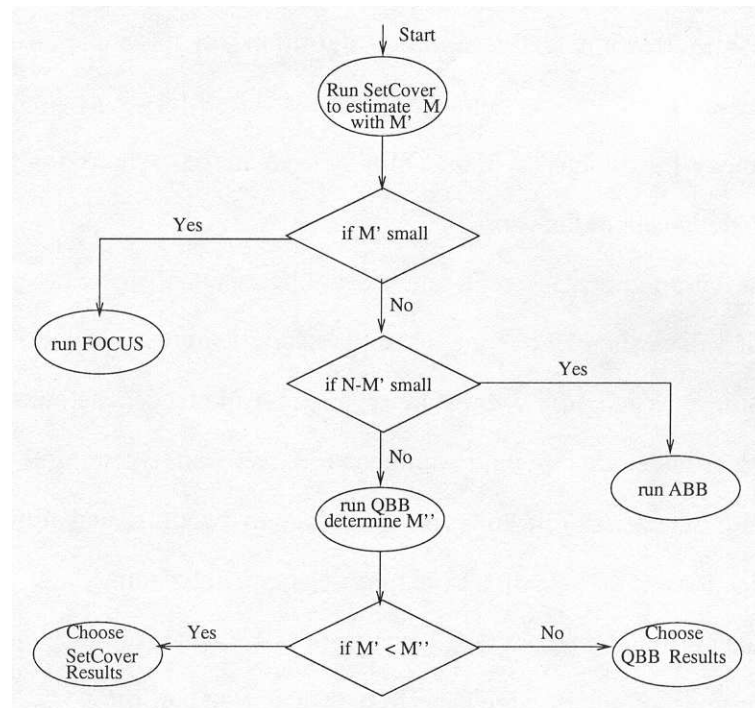 Start
Run SetCover
to estimate M
with M'
if M' small
Yes
No
run FOCUS
if N-M' small
Yes
No
run ABB
run QBB
determine M''
if M' < M''
Yes
No
Choose
SetCover
Results
Choose
QBB Results